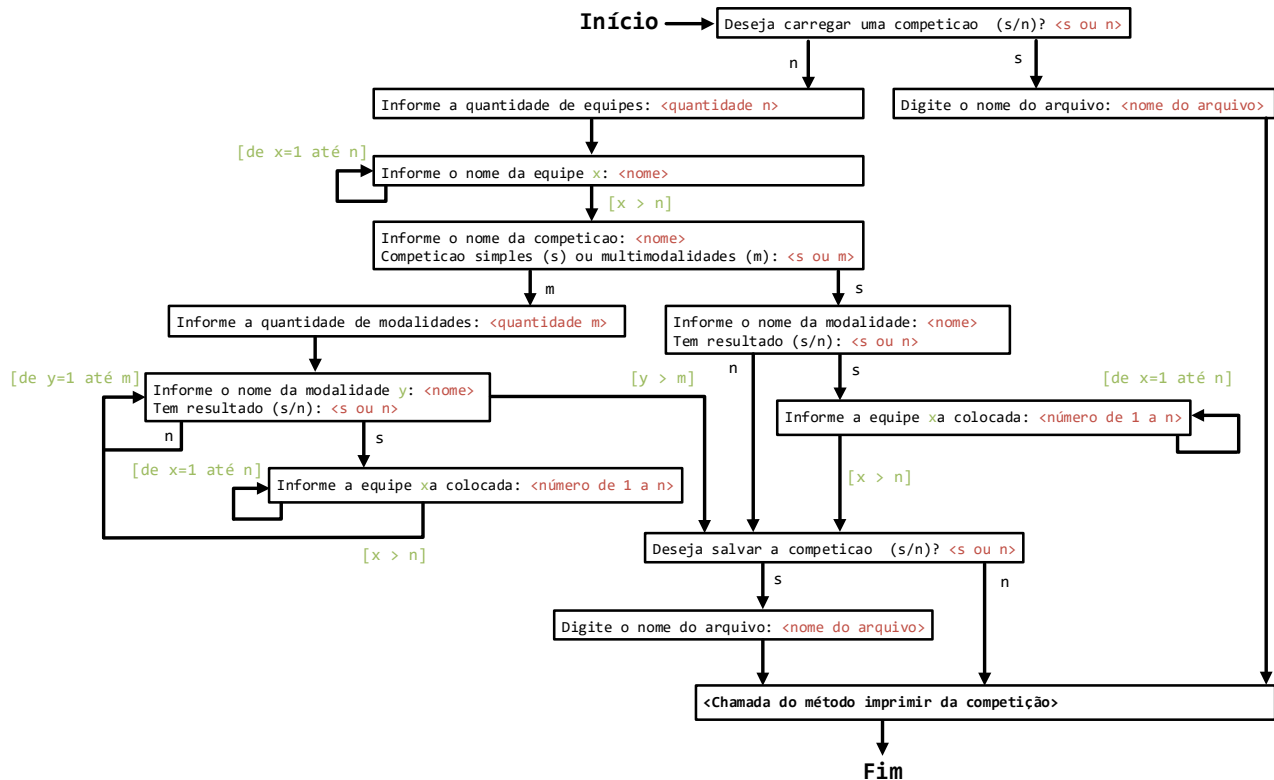 Início
Deseja carregar uma competicao  (s/n)? <s ou n>
n
s
Informe a quantidade de equipes: <quantidade n>
Digite o nome do arquivo: <nome do arquivo>
[de x=1 até n]
Informe o nome da equipe x: <nome>
[x > n]
Informe o nome da competicao: <nome>
Competicao simples (s) ou multimodalidades (m): <s ou m>
m
s
Informe a quantidade de modalidades: <quantidade m>
Informe o nome da modalidade: <nome>
Tem resultado (s/n): <s ou n>
[de y=1 até m]
Informe o nome da modalidade y: <nome>
Tem resultado (s/n): <s ou n>
[y > m]
n
s
[de x=1 até n]
Informe a equipe xa colocada: <número de 1 a n>
n
s
[de x=1 até n]
Informe a equipe xa colocada: <número de 1 a n>
[x > n]
[x > n]
Deseja salvar a competicao  (s/n)? <s ou n>
s
n
Digite o nome do arquivo: <nome do arquivo>
<Chamada do método imprimir da competição>
Fim